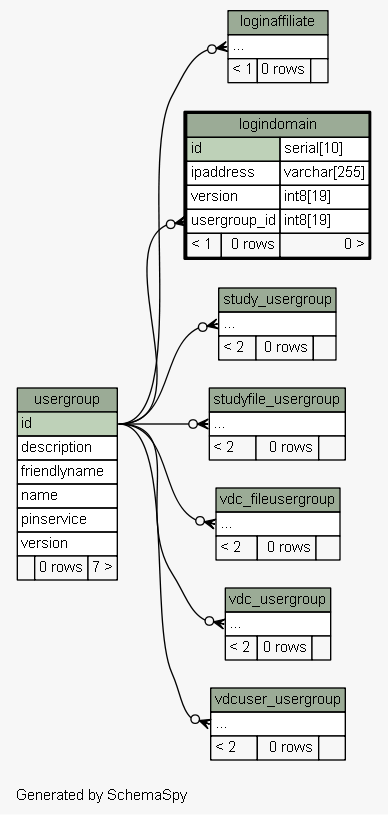 loginaffiliate
...
< 1 0 rows
logindomain
id serial[10]
ipaddress varchar[255]
version int8[19]
usergroup_id int8[19]
< 1 0 rows 0 >
study_usergroup
...
< 2 0 rows
usergroup
id
description
friendlyname
name
pinservice
version
0 rows 7 >
studyfile_usergroup
...
< 2 0 rows
vdc_fileusergroup
...
< 2 0 rows
vdc_usergroup
...
< 2 0 rows
vdcuser_usergroup
...
< 2 0 rows
Generated by SchemaSpy